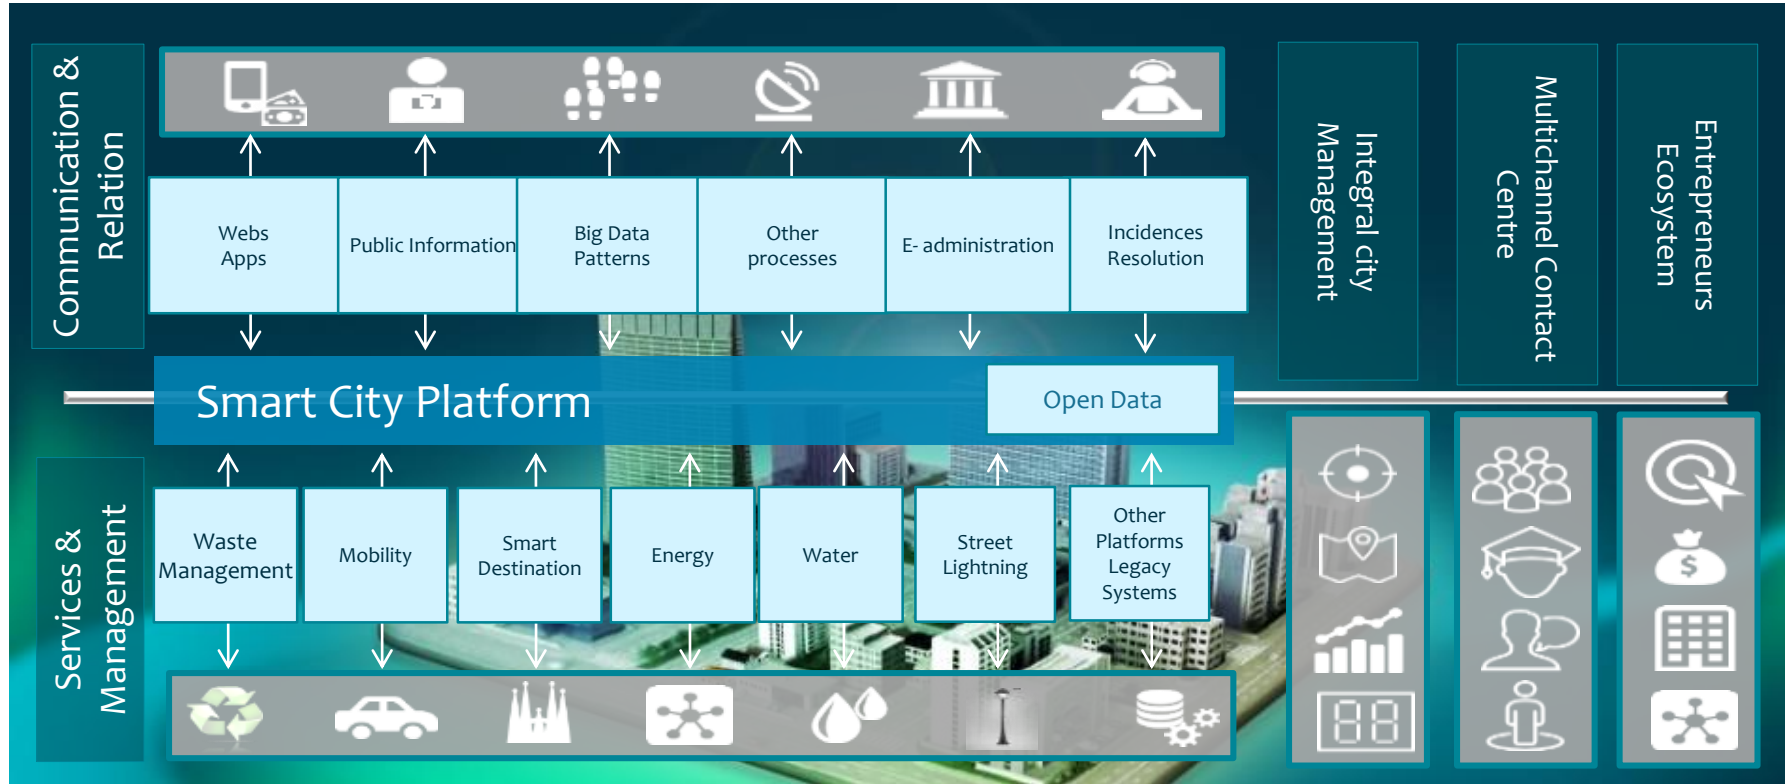 Communication &
Relation
Webs
Apps
Public Information
Big Data
Patterns
Other
processes
E- administration
Incidences
Resolution
Integral city
Management
Multichannel Contact
Centre
Entrepreneurs
Ecosystem
Smart City Platform
Open Data
Services &
Management
Waste
Management
Mobility
Smart
Destination
Energy
Water
Street
Lightning
Other
Platforms
Legacy
Systems
$
88